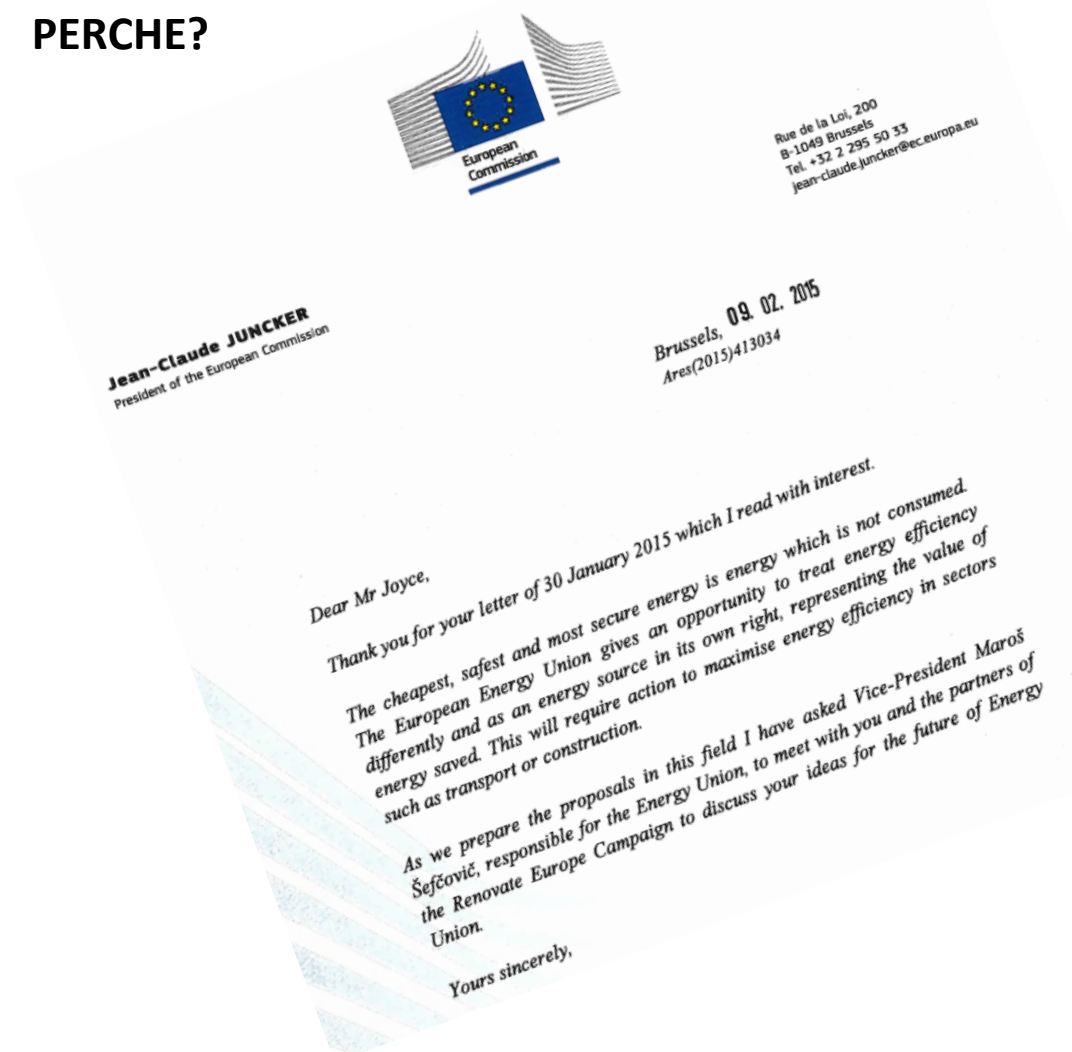 PERCHE?
European
Commission
Rue de la Loi, 200
B-1049 Brussels
Tel. +32 2 295 50 33
jean-claude.juncker@ec.europa.eu
Jean-Claude JUNCKER
President of the European Commission
Brussels, 09. 02. 2015
Ares(2015)413034
Dear Mr Joyce,
Thank you for your letter of 30 January 2015 which I read with interest.
The cheapest, safest and most secure energy is energy which is not consumed.
The European Energy Union gives an opportunity to treat energy efficiency
differently and as an energy source in its own right, representing the value of
energy saved. This will require action to maximise energy efficiency in sectors
such as transport or construction.
As we prepare the proposals in this field I have asked Vice-President Maroš
Šefčovič, responsible for the Energy Union, to meet with you and the partners of
the Renovate Europe Campaign to discuss your ideas for the future of Energy
Union.
Yours sincerely,